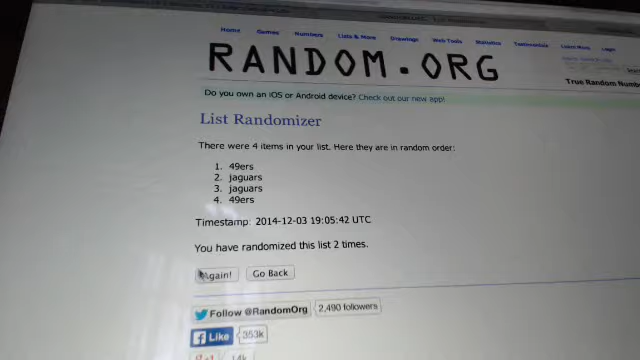 Home Games Numbers Lists & More Drawings Web Tools Statistics Testimonials Learn More Login
RANDOM.ORG
True Random Numb
Do you own an iOS or Android device? Check out our new app!
List Randomizer
There were 4 items in your list. Here they are in random order:
1. 49ers
2. jaguars
3. jaguars
4. 49ers
Timestamp: 2014-12-03 19:05:42 UTC
You have randomized this list 2 times.
Again! Go Back
Follow @RandomOrg 2,490 followers
Like 353k
14k